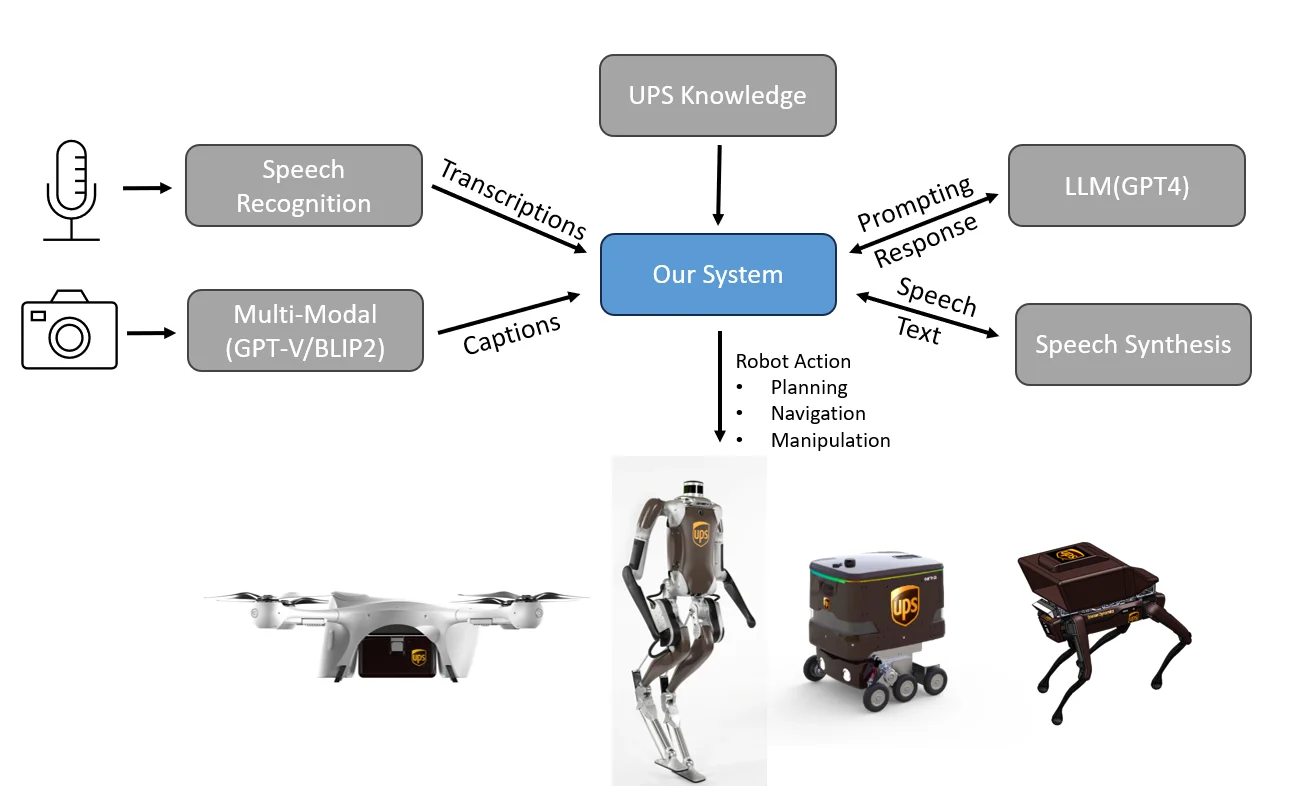 UPS Knowledge
Speech
Recognition
Transcriptions
Prompting
Response
LLM(GPT4)
Our System
Multi-Modal
(GPT-V/BLIP2)
Captions
Speech
Text
Speech Synthesis
Robot Action
• Planning
• Navigation
• Manipulation
ups
ups
ups
ups
ups